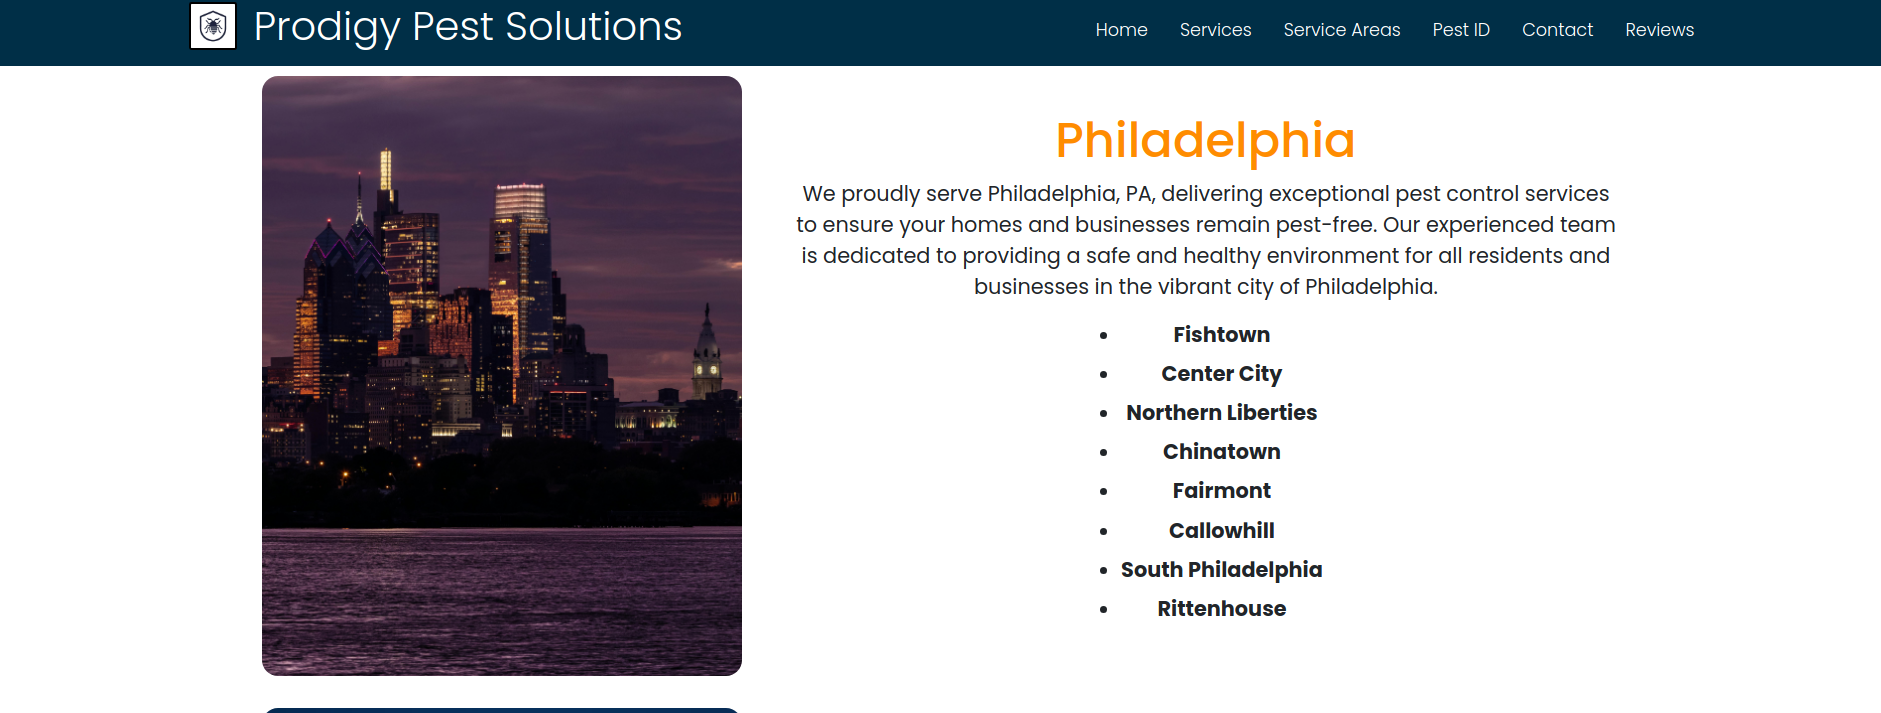 Prodigy Pest Solutions
Home Services Service Areas Pest ID Contact Reviews
Philadelphia
We proudly serve Philadelphia, PA, delivering exceptional pest control services
to ensure your homes and businesses remain pest-free. Our experienced team
is dedicated to providing a safe and healthy environment for all residents and
businesses in the vibrant city of Philadelphia.
• Fishtown
• Center City
• Northern Liberties
• Chinatown
• Fairmont
• Callowhill
• South Philadelphia
• Rittenhouse